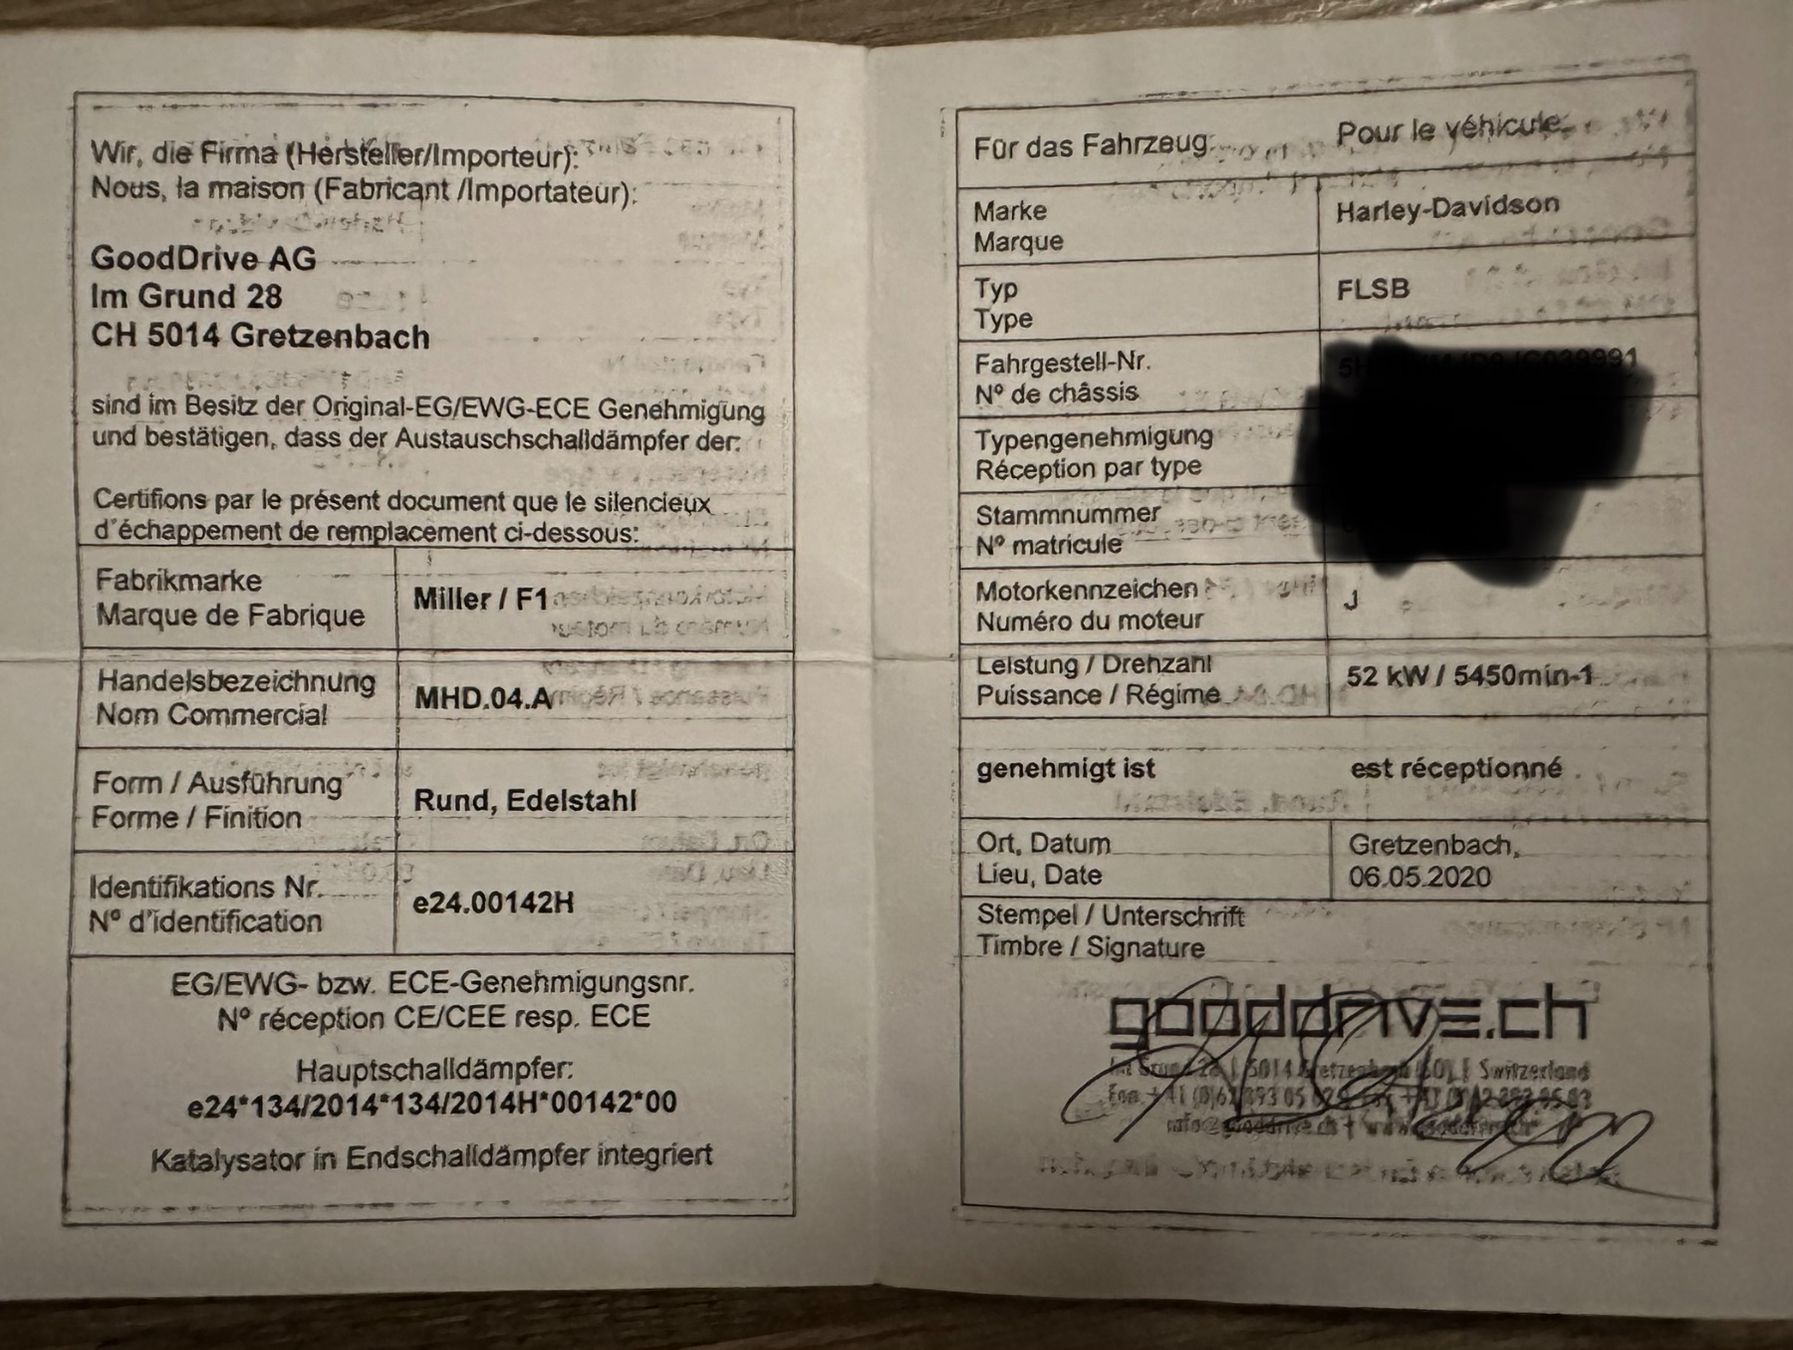 Wir, die Firma (Hersteller/Importeur):
Nous, la maison (Fabricant /Importateur):
GoodDrive AG
Im Grund 28
CH 5014 Gretzenbach
sind im Besitz der Original-EG/EWG-ECE Genehmigung
und bestätigen, dass der Austauschschalldämpfer der:
Certifions par le présent document que le silencieux
d'échappement de remplacement ci-dessous:
Fabrikmarke
Marque de Fabrique
Miller / F1
Handelsbezeichnung
Nom Commercial
MHD.04.A
Form / Ausführung
Forme / Finition
Rund, Edelstahl
Identifikations Nr.
N° d'identification
e24.00142H
EG/EWG- bzw. ECE-Genehmigungsnr.
N° réception CE/CEE resp. ECE
Hauptschalldämpfer:
e24*134/2014*134/2014H*00142*00
Katalysator in Endschalldämpfer integriert
Für das Fahrzeug
Pour le véhicule
Marke
Marque
Harley-Davidson
Typ
Type
FLSB
Fahrgestell-Nr.
N° de châssis
Typengenehmigung
Réception par type
Stammnummer
N° matricule
Motorkennzeichen
Numéro du moteur
J
Leistung / Drehzahl
Puissance / Régime
52 kW / 5450min-1
genehmigt ist
est réceptionné
Ort, Datum
Lieu, Date
Gretzenbach,
06.05.2020
Stempel / Unterschrift
Timbre / Signature
gooddrive.ch
Im Grund 28 | 5014 Gretzenbach (SO) | Switzerland